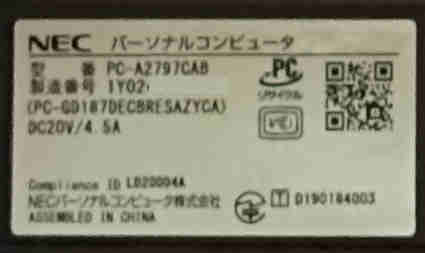 NEC パーソナルコンピュータ
型 番 PC-A2797CAB
製造番号 1Y02
(PC-GD187DECBRESAZYCA)
DC20V/4.5A
PC
リサイクル
VCCI
Compliance ID LB20004A
NECパーソナルコンピュータ株式会社
ASSEMBLED IN CHINA
T D190184003